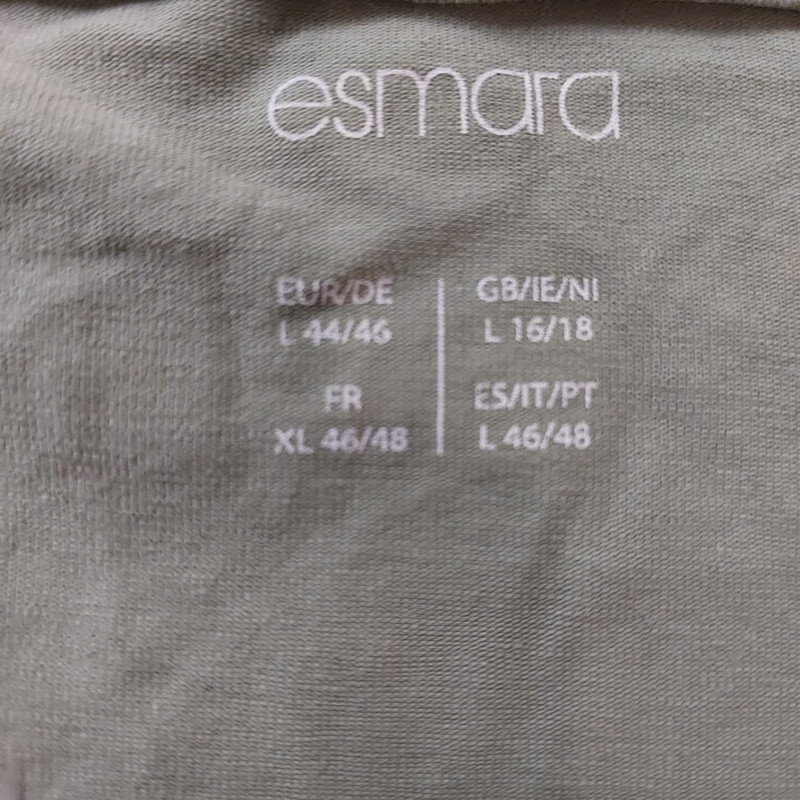 esmara
EUR/DE
L 44/46
GB/IE/NI
L 16/18
FR
XL 46/48
ES/IT/PT
L 46/48